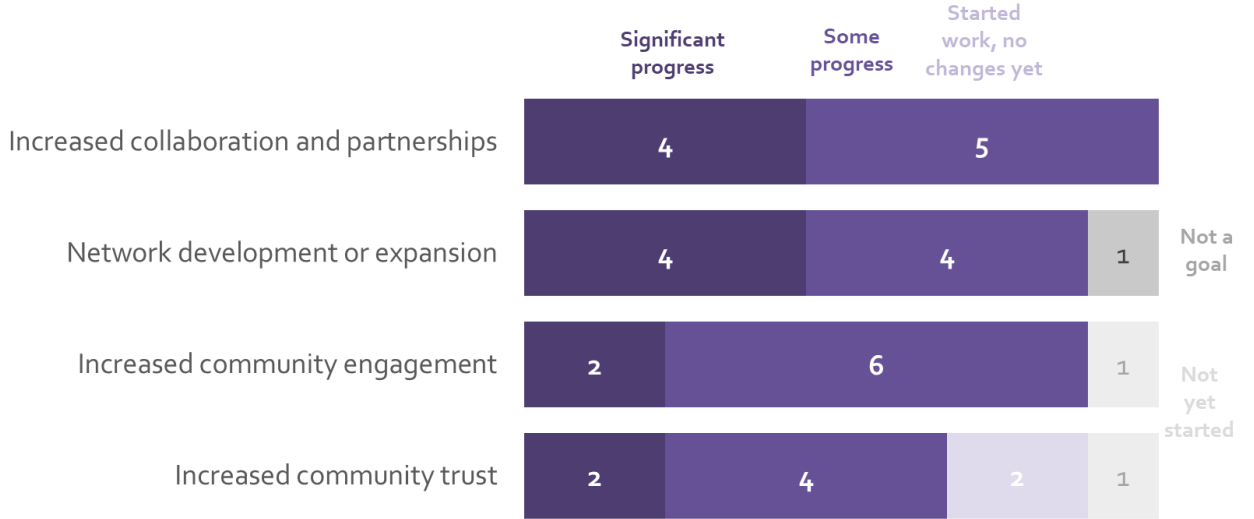 Significant
progress
Some
progress
Started
work, no
changes yet
Increased collaboration and partnerships
4
5
Network development or expansion
4
4
1
Not a
goal
Increased community engagement
2
6
1
Not
yet
started
Increased community trust
2
4
2
1